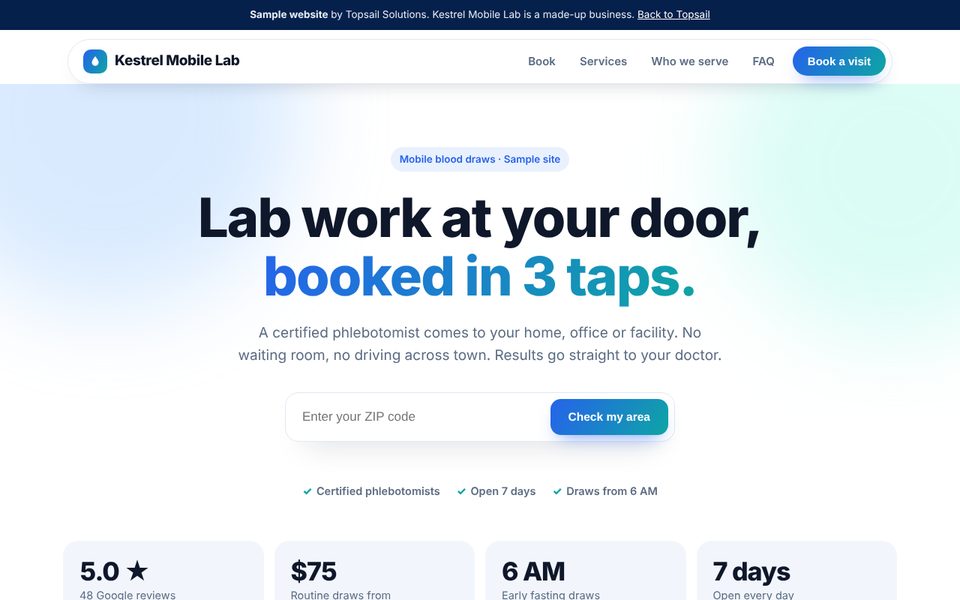 Sample website by Topsail Solutions. Kestrel Mobile Lab is a made-up business. Back to Topsail
Kestrel Mobile Lab
Book
Services
Who we serve
FAQ
Book a visit
Mobile blood draws · Sample site
Lab work at your door,
booked in 3 taps.
A certified phlebotomist comes to your home, office or facility. No
waiting room, no driving across town. Results go straight to your doctor.
Enter your ZIP code
Check my area
✓ Certified phlebotomists
✓ Open 7 days
✓ Draws from 6 AM
5.0 ★
48 Google reviews
$75
Routine draws from
6 AM
Early fasting draws
7 days
Open every day